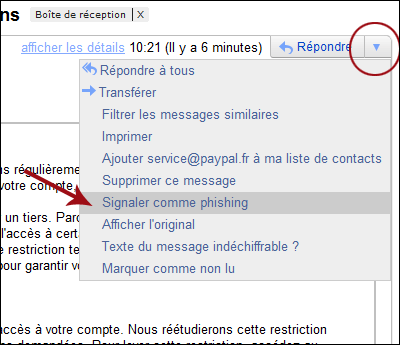 ns Boîte de réception | X
afficher les détails 10:21 (Il y a 6 minutes) Répondre
Répondre à tous
Transférer
Filtrer les messages similaires
Imprimer
Ajouter service@paypal.fr à ma liste de contacts
Supprimer ce message
Signaler comme phishing
Afficher l'original
Texte du message indéchiffrable ?
Marquer comme non lu
ns régulièreme
votre compte,
un tiers. Parc
l'accès à certa
restriction te
pour garantir vo
accès à votre compte. Nous réétudierons cette restriction